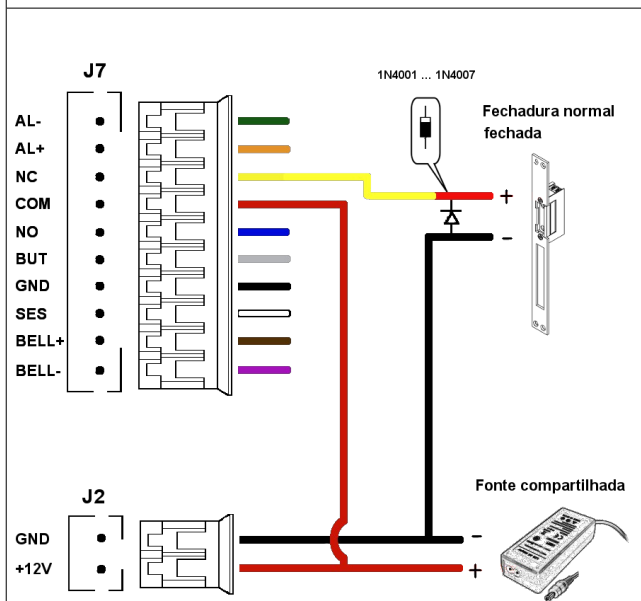 J7
1N4001 ... 1N4007
Fechadura normal
fechada
AL-
AL+
NC
COM
NO
BUT
GND
SES
BELL+
BELL-
+
-
J2
Fonte compartilhada
GND
-
+12V
+